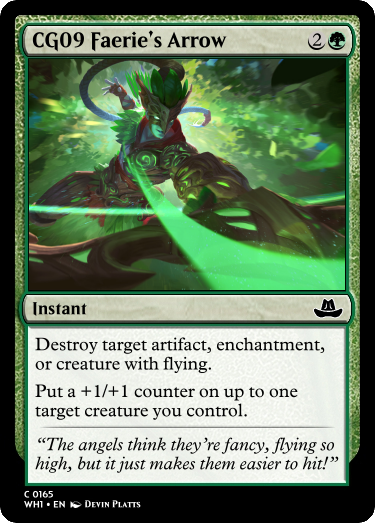 CG09 Faerie's Arrow 2
Instant
Destroy target artifact, enchantment,
or creature with flying.
Put a +1/+1 counter on up to one
target creature you control.
“The angels think they're fancy, flying so
high, but it just makes them easier to hit!”
C 0165
WH1 • EN Devin Platts